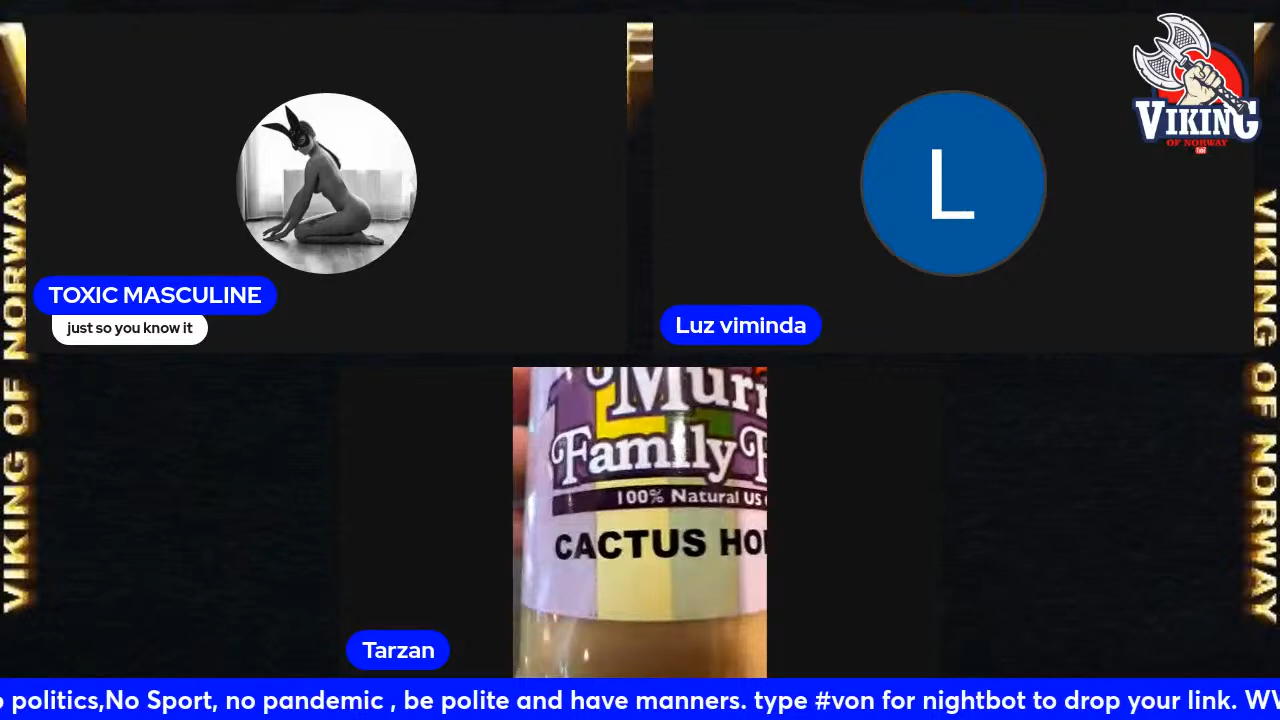 VIKING OF NORWAY
L
VIKING
OF NORWAY
TOXIC MASCULINE
just so you know it
Luz viminda
VIKING OF NORWAY
Family
100% Natural US
CACTUS
Tarzan
politics,No Sport, no pandemic , be polite and have manners. type #von for nightbot to drop your link.